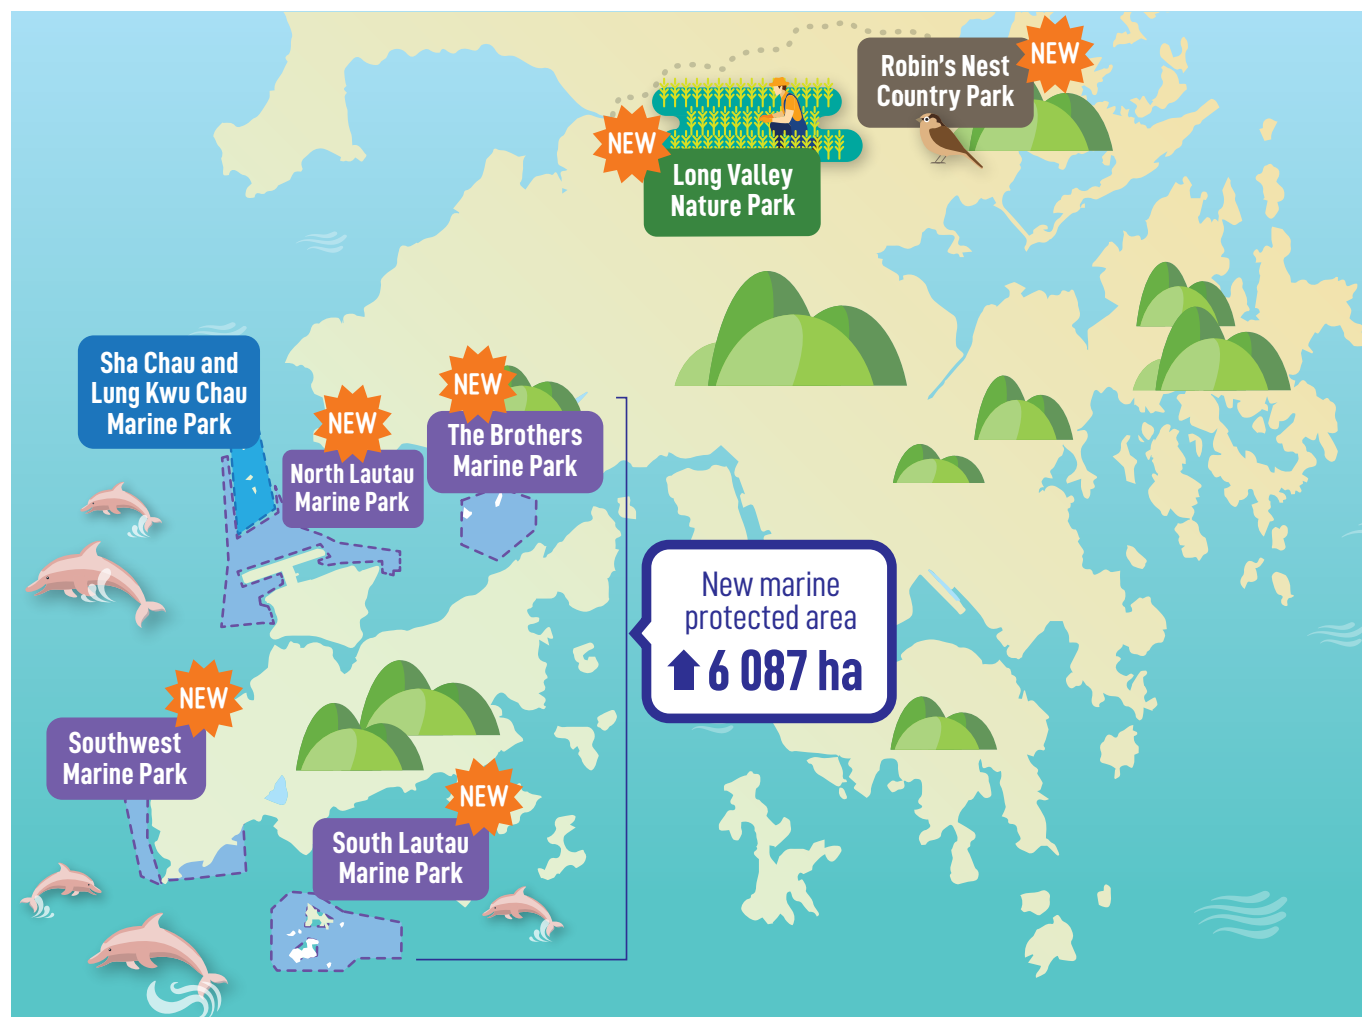 NEW
Robin's Nest
Country Park
NEW
Long Valley
Nature Park
Sha Chau and
Lung Kwu Chau
Marine Park
NEW
North Lautau
Marine Park
NEW
The Brothers
Marine Park
New marine
protected area
6 087 ha
NEW
Southwest
Marine Park
NEW
South Lautau
Marine Park